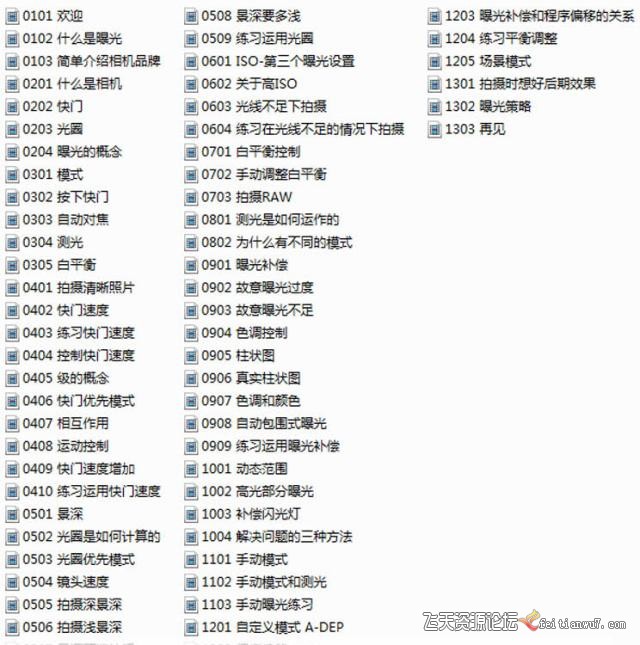 0101 欢迎
0102 什么是曝光
0103 简单介绍相机品牌
0201 什么是相机
0202 快门
0203 光圆
0204 曝光的概念
0301 模式
0302 按下快门
0303 自动对焦
0304 测光
0305 白平衡
0401 拍摄清晰照片
0402 快门速度
0403 练习快门速度
0404 控制快门速度
0405 级的概念
0406 快门优先模式
0407 相互作用
0408 运动控制
0409 快门速度增加
0410 练习运用快门速度
0501 景深
0502 光圆是如何计算的
0503 光圆优先模式
0504 镜头速度
0505 拍摄深景深
0506 拍摄浅景深
0508 景深要多浅
0509 练习运用光圆
0601 ISO-第三个曝光设置
0602 关于高ISO
0603 光线不足下拍摄
0604 练习在光线不足的情况下拍摄
0701 白平衡控制
0702 手动调整白平衡
0703 拍摄RAW
0801 测光是如何运作的
0802 为什么有不同的模式
0901 曝光补偿
0902 故意曝光过度
0903 故意曝光不足
0904 色调控制
0905 柱状图
0906 真实柱状图
0907 色调和颜色
0908 自动包围式曝光
0909 练习运用曝光补偿
1001 动态范围
1002 高光部分曝光
1003 补偿闪光灯
1004 解决问题的三种方法
1101 手动模式
1102 手动模式和测光
1103 手动曝光练习
1201 自定义模式 A-DEP
1203 曝光补偿和程序偏移的关系
1204 练习平衡调整
1205 场景模式
1301 拍摄时想好后期效果
1302 曝光策略
1303 再见
飞天资源论坛
feitianwu7.com